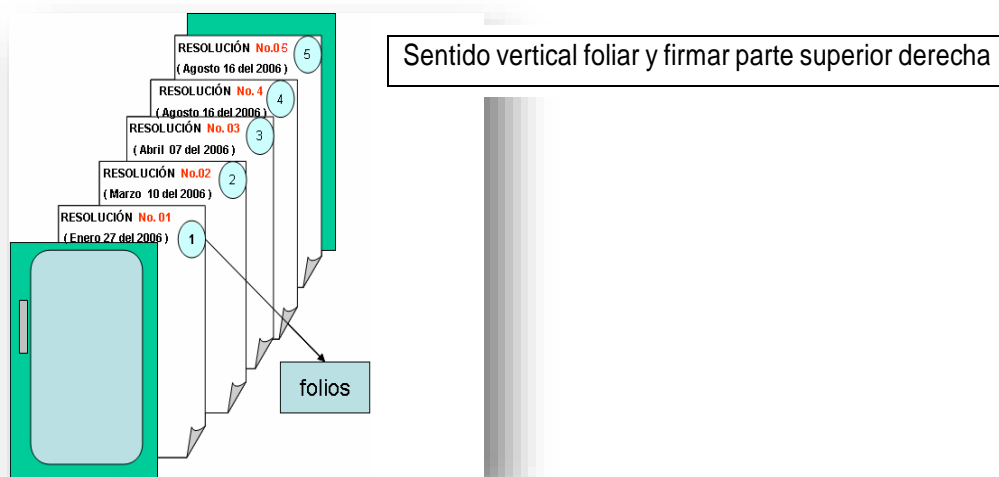 Sentido vertical foliar y firmar parte superior derecha
RESOLUCIÓN No.05
( Agosto 16 del 2006 )
5
RESOLUCIÓN No. 4
( Agosto 16 del 2006 )
4
RESOLUCIÓN No. 03
( Abril 07 del 2006 )
3
RESOLUCIÓN No.02
( Marzo 10 del 2006 )
2
RESOLUCIÓN No. 01
( Enero 27 del 2006 )
1
folios